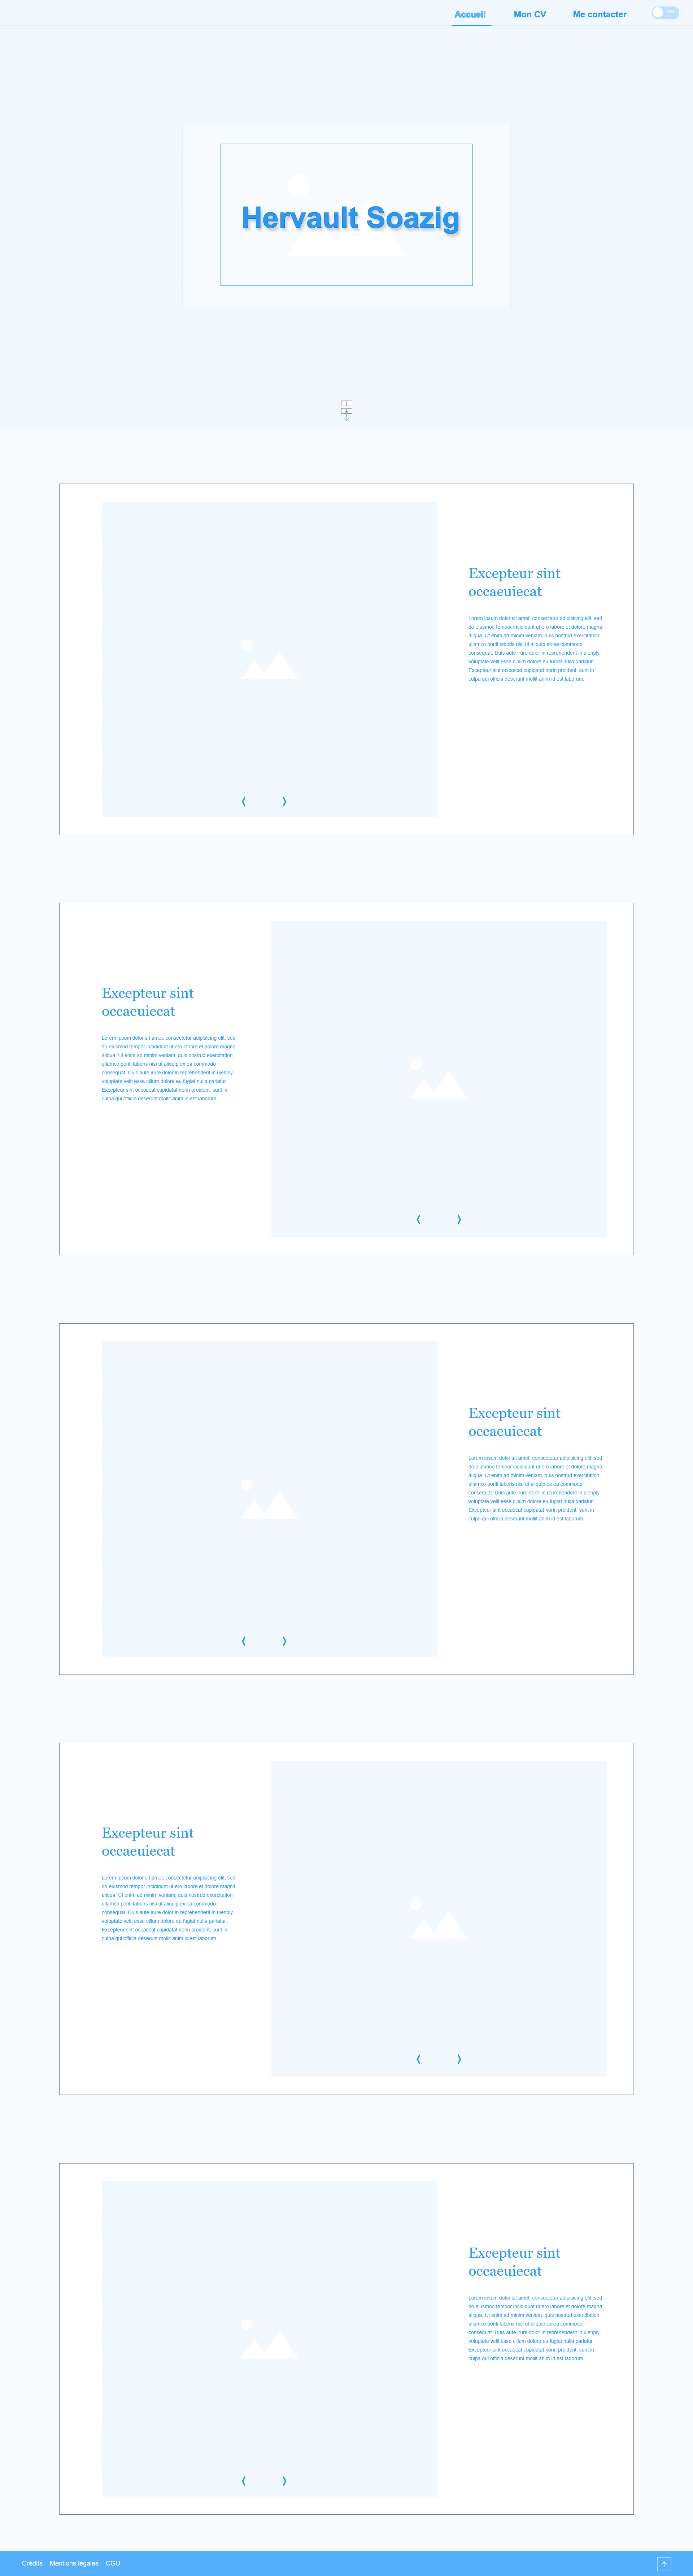 Accueil Mon CV Me contacter OFF
Hervault Soazig
Excepteur sint
occaeuiecat
Lorem ipsum dolor sit amet, consectetur adipisicing elit, sed
do eiusmod tempor incididunt ut ero labore et dolore magna
aliqua. Ut enim ad minim veniam, quis nostrud exercitation
ullamco poriti laboris nisi ut aliquip ex ea commodo
consequat. Duis aute irure dolor in reprehenderit in uienply
voluptate velit esse cillum dolore eu fugiat nulla pariatur.
Excepteur sint occaecat cupidatat norin proident, sunt in
culpa qui officia deserunt mollit anim id est laborum.
Excepteur sint
occaeuiecat
Lorem ipsum dolor sit amet, consectetur adipisicing elit, sed
do eiusmod tempor incididunt ut ero labore et dolore magna
aliqua. Ut enim ad minim veniam, quis nostrud exercitation
ullamco poriti laboris nisi ut aliquip ex ea commodo
consequat. Duis aute irure dolor in reprehenderit in uienply
voluptate velit esse cillum dolore eu fugiat nulla pariatur.
Excepteur sint occaecat cupidatat norin proident, sunt in
culpa qui officia deserunt mollit anim id est laborum.
Excepteur sint
occaeuiecat
Lorem ipsum dolor sit amet, consectetur adipisicing elit, sed
do eiusmod tempor incididunt ut ero labore et dolore magna
aliqua. Ut enim ad minim veniam, quis nostrud exercitation
ullamco poriti laboris nisi ut aliquip ex ea commodo
consequat. Duis aute irure dolor in reprehenderit in uienply
voluptate velit esse cillum dolore eu fugiat nulla pariatur.
Excepteur sint occaecat cupidatat norin proident, sunt in
culpa qui officia deserunt mollit anim id est laborum.
Excepteur sint
occaeuiecat
Lorem ipsum dolor sit amet, consectetur adipisicing elit, sed
do eiusmod tempor incididunt ut ero labore et dolore magna
aliqua. Ut enim ad minim veniam, quis nostrud exercitation
ullamco poriti laboris nisi ut aliquip ex ea commodo
consequat. Duis aute irure dolor in reprehenderit in uienply
voluptate velit esse cillum dolore eu fugiat nulla pariatur.
Excepteur sint occaecat cupidatat norin proident, sunt in
culpa qui officia deserunt mollit anim id est laborum.
Excepteur sint
occaeuiecat
Lorem ipsum dolor sit amet, consectetur adipisicing elit, sed
do eiusmod tempor incididunt ut ero labore et dolore magna
aliqua. Ut enim ad minim veniam, quis nostrud exercitation
ullamco poriti laboris nisi ut aliquip ex ea commodo
consequat. Duis aute irure dolor in reprehenderit in uienply
voluptate velit esse cillum dolore eu fugiat nulla pariatur.
Excepteur sint occaecat cupidatat norin proident, sunt in
culpa qui officia deserunt mollit anim id est laborum.
Crédits Mentions légales CGU